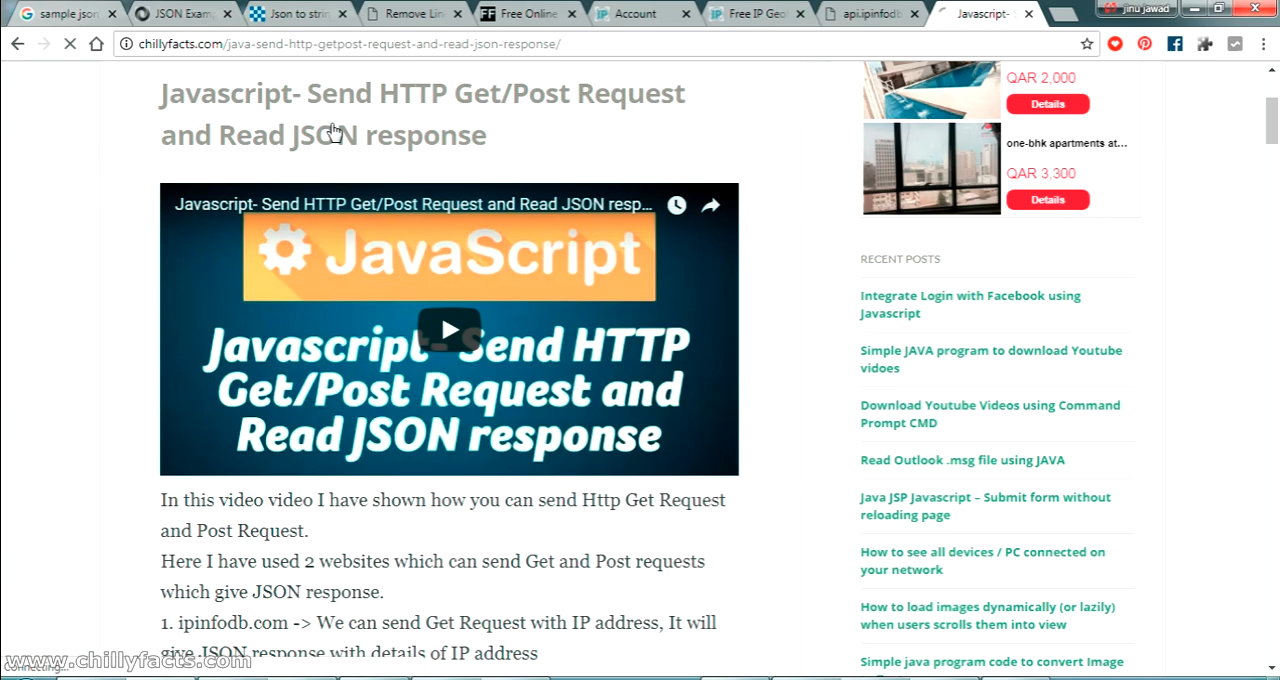 sample json
JSON Exam
Json to strin
Remove Lin
Free Online
Account
Free IP Geol
api.ipinfodb
Javascript-
jinu jawad
chillyfacts.com/java-send-http-getpost-request-and-read-json-response/
Javascript- Send HTTP Get/Post Request
and Read JSON response
Javascript- Send HTTP Get/Post Request and Read JSON resp...
JavaScript
Javascript- Send HTTP
Get/Post Request and
Read JSON response
In this video video I have shown how you can send Http Get Request
and Post Request.
Here I have used 2 websites which can send Get and Post requests
which give JSON response.
1. ipinfodb.com -> We can send Get Request with IP address, It will
give JSON response with details of IP address
QAR 2,000
Details
one-bhk apartments at...
QAR 3,300
Details
RECENT POSTS
Integrate Login with Facebook using
Javascript
Simple JAVA program to download Youtube
vidoes
Download Youtube Videos using Command
Prompt CMD
Read Outlook .msg file using JAVA
Java JSP Javascript – Submit form without
reloading page
How to see all devices / PC connected on
your network
How to load images dynamically (or lazily)
when users scrolls them into view
Simple java program code to convert Image
www.chillyfacts.com
Connecting...